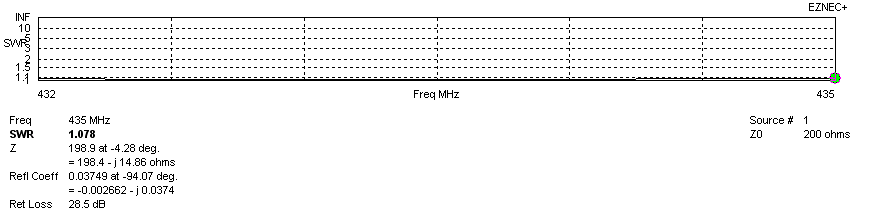 EZNEC+
INF
10
5
SWR 3
2
1.5
1.1
1
432 Freq MHz 435
Freq 435 MHz Source # 1
SWR 1.078 Z0 200 ohms
Z 198.9 at -4.28 deg.
= 198.4 - j 14.86 ohms
Refl Coeff 0.03749 at -94.07 deg.
= -0.002662 - j 0.0374
Ret Loss 28.5 dB